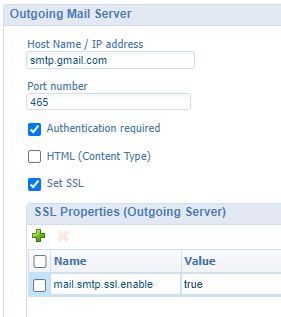 Outgoing Mail Server
Host Name / IP address
smtp.gmail.com
Port number
465
Authentication required
HTML (Content Type)
Set SSL
SSL Properties (Outgoing Server)
Name Value
mail.smtp.ssl.enable true